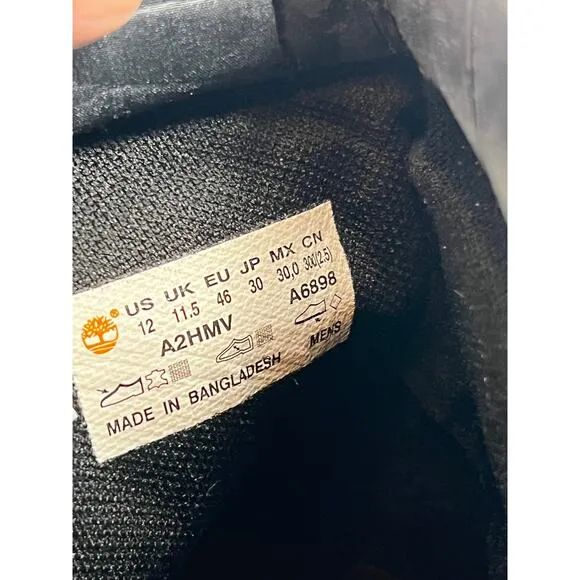 US UK EU JP MX CN
12 11.5 46 30 30.0 300(2.5)
A2HMV A6898
MADE IN BANGLADESH MEN'S
®